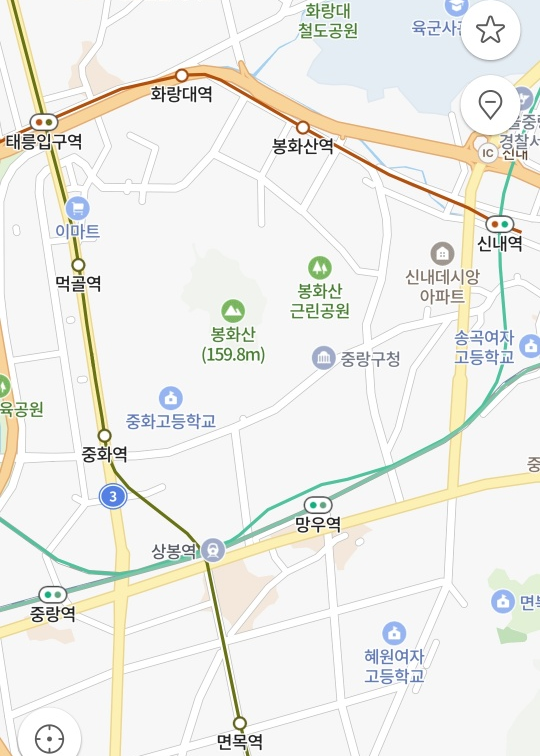 화랑대
철도공원
육군사관
화랑대역
태릉입구역
봉화산역
경찰서
IC
신내
신내역
이마트
먹골역
봉화산
근린공원
신내데시앙
아파트
봉화산
(159.8m)
송곡여자
고등학교
중랑구청
육공원
중화고등학교
중화역
3
망우역
상봉역
중랑역
면목
혜원여자
고등학교
면목역